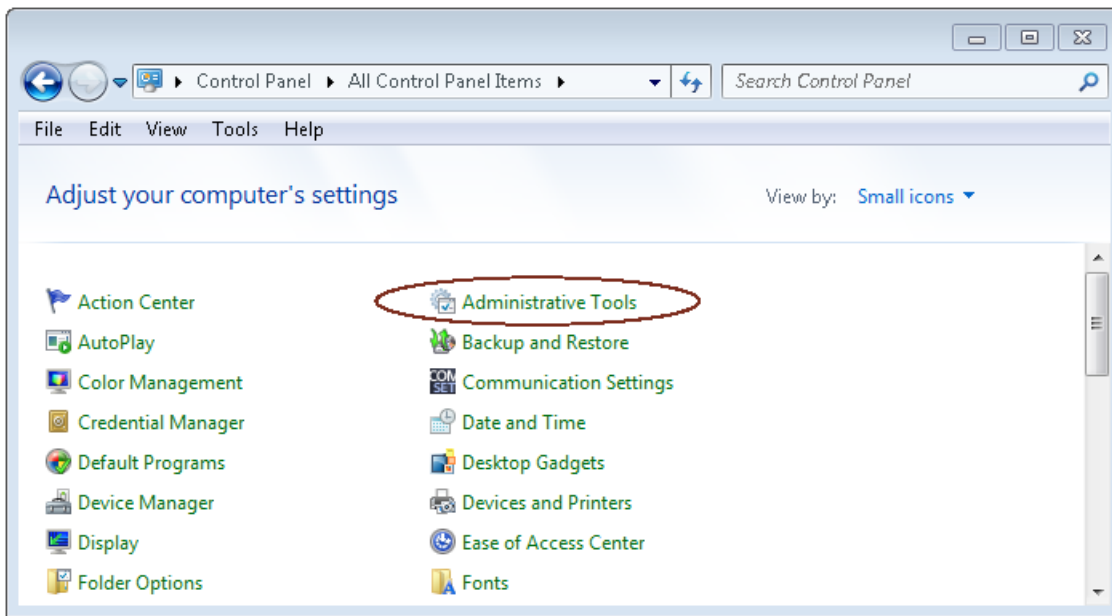 Control Panel All Control Panel Items Search Control Panel
File Edit View Tools Help
Adjust your computer's settings View by: Small icons
Action Center Administrative Tools
AutoPlay Backup and Restore
COM SET
Color Management Communication Settings
Credential Manager Date and Time
Default Programs Desktop Gadgets
Device Manager Devices and Printers
Display Ease of Access Center
Folder Options Fonts